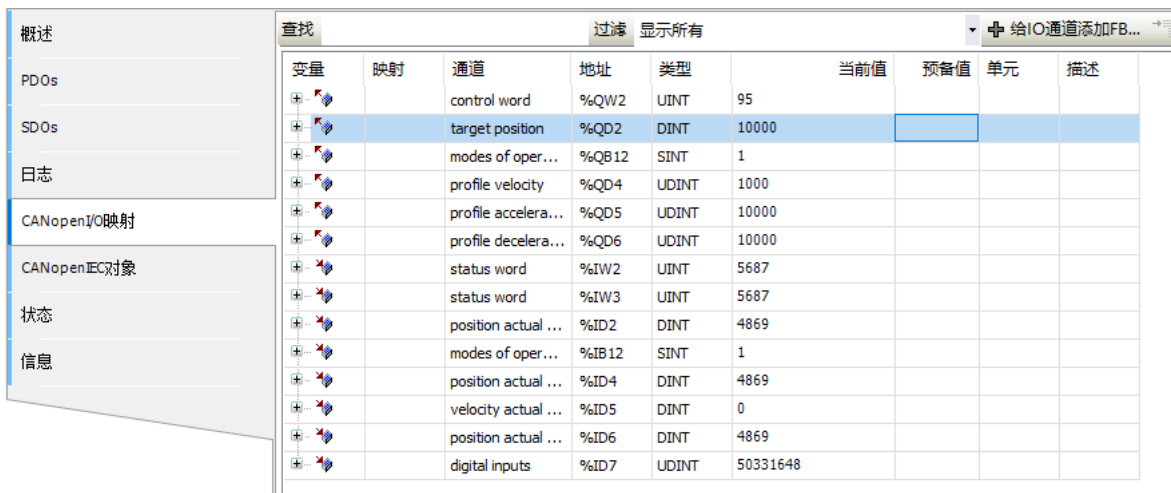 概述
PDOs
SDOs
日志
CANopenI/O映射
CANopenIEC对象
状态
信息
查找 过滤 显示所有 给IO通道添加FB...
变量 映射 通道 地址 类型 当前值 预备值 单元 描述
control word %QW2 UINT 95
target position %QD2 DINT 10000
modes of oper... %QB12 SINT 1
profile velocity %QD4 UDINT 1000
profile accelera... %QD5 UDINT 10000
profile decelera... %QD6 UDINT 10000
status word %IW2 UINT 5687
status word %IW3 UINT 5687
position actual ... %ID2 DINT 4869
modes of oper... %IB12 SINT 1
position actual ... %ID4 DINT 4869
velocity actual ... %ID5 DINT 0
position actual ... %ID6 DINT 4869
digital inputs %ID7 UDINT 50331648